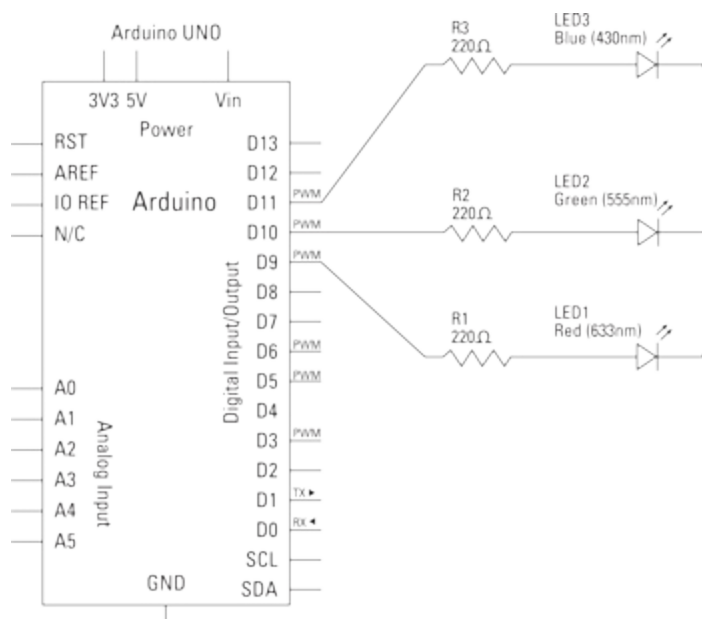 Arduino UNO
3V3 5V Vin
Power
Arduino
RST
AREF
IO REF
N/C
A0
A1
A2
A3
A4
A5
Analog Input
D13
D12
D11 PWM
D10 PWM
D9 PWM
D8
D7
D6 PWM
D5 PWM
D4
D3 PWM
D2
D1 TX ►
D0 RX ◄
SCL
SDA
Digital Input/Output
GND
R3
220Ω
LED3
Blue (430nm)
R2
220Ω
LED2
Green (555nm)
R1
220Ω
LED1
Red (633nm)